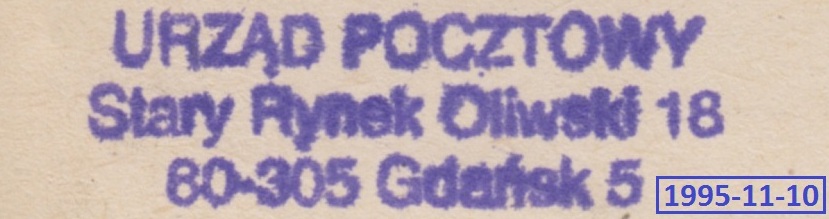 URZĄD POCZTOWY
Stary Rynek Oliwski 18
80-305 Gdańsk 5
1995-11-10